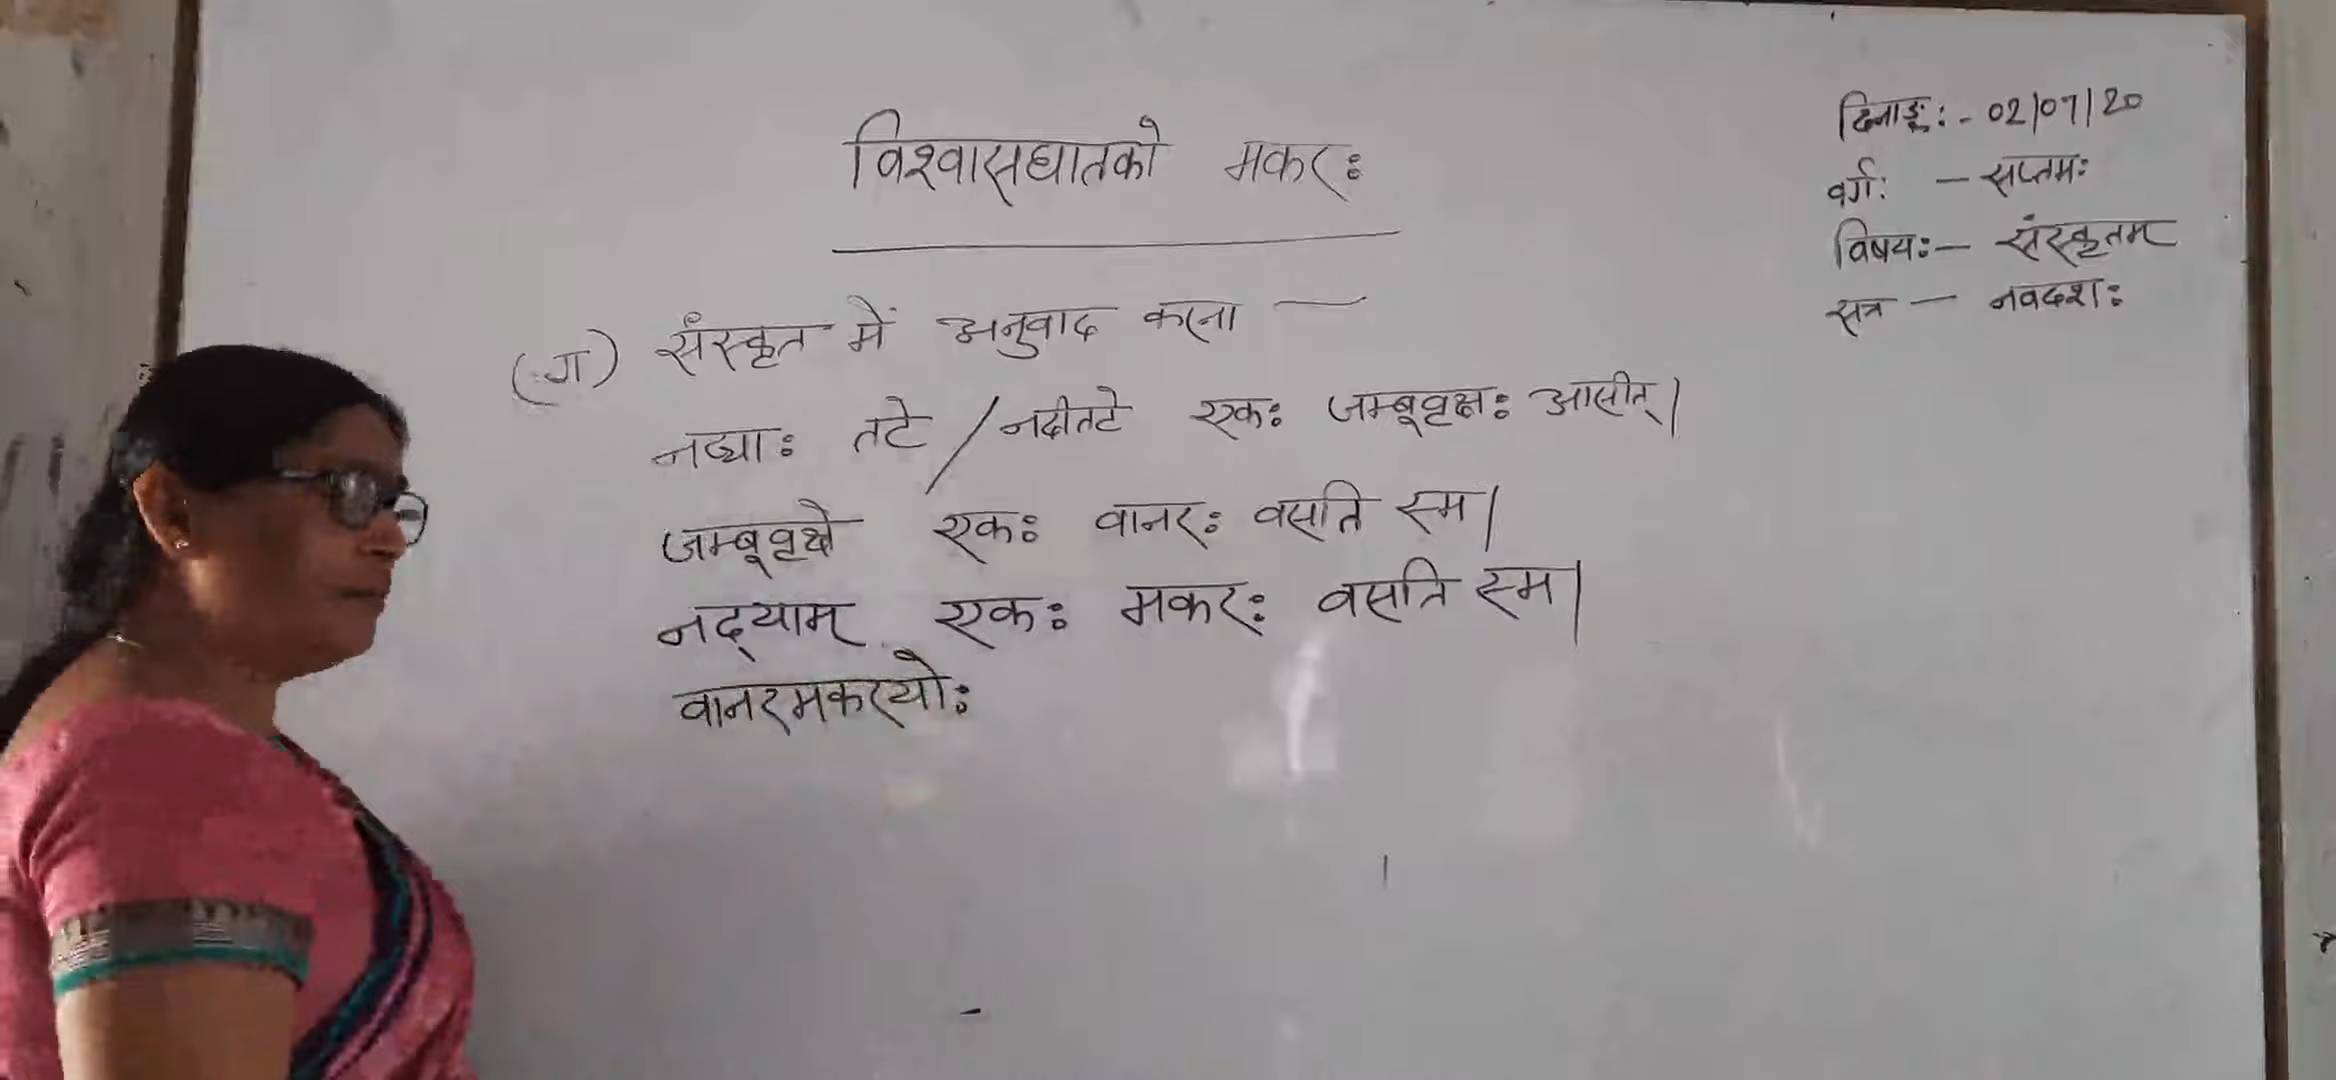 विश्वासघातको मकरः
दिनाङ्कः - 02/07/20
वर्गः - सप्तमः
विषयः - संस्कृतम्
सत्र - नवदशः
(ग) संस्कृत में अनुवाद करना -
नद्याः तटे / नदीतटे एकः जम्बूवृक्षः आसीत्।
जम्बूवृक्षे एकः वानरः वसति स्म।
नद्याम् एकः मकरः वसति स्म।
वानरमकरयोः